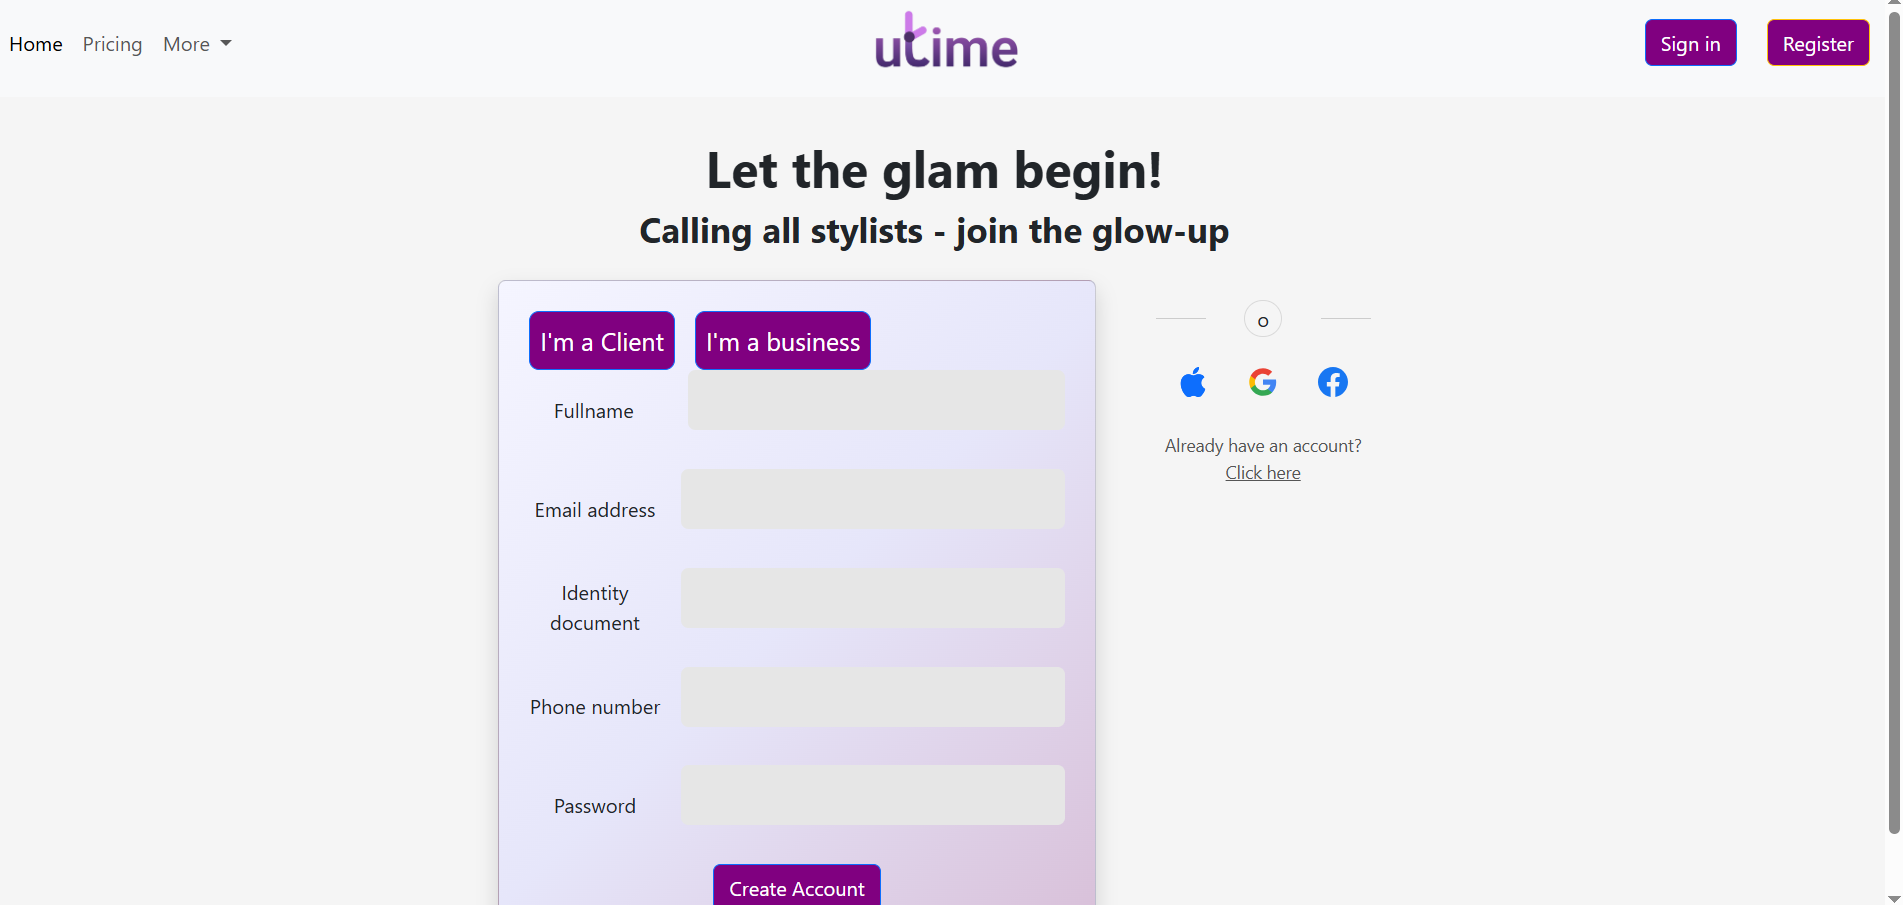 Home Pricing More
utime
Sign in Register
Let the glam begin!
Calling all stylists - join the glow-up
I'm a Client I'm a business
Fullname
Email address
Identity
document
Phone number
Password
Create Account
o
Already have an account?
Click here